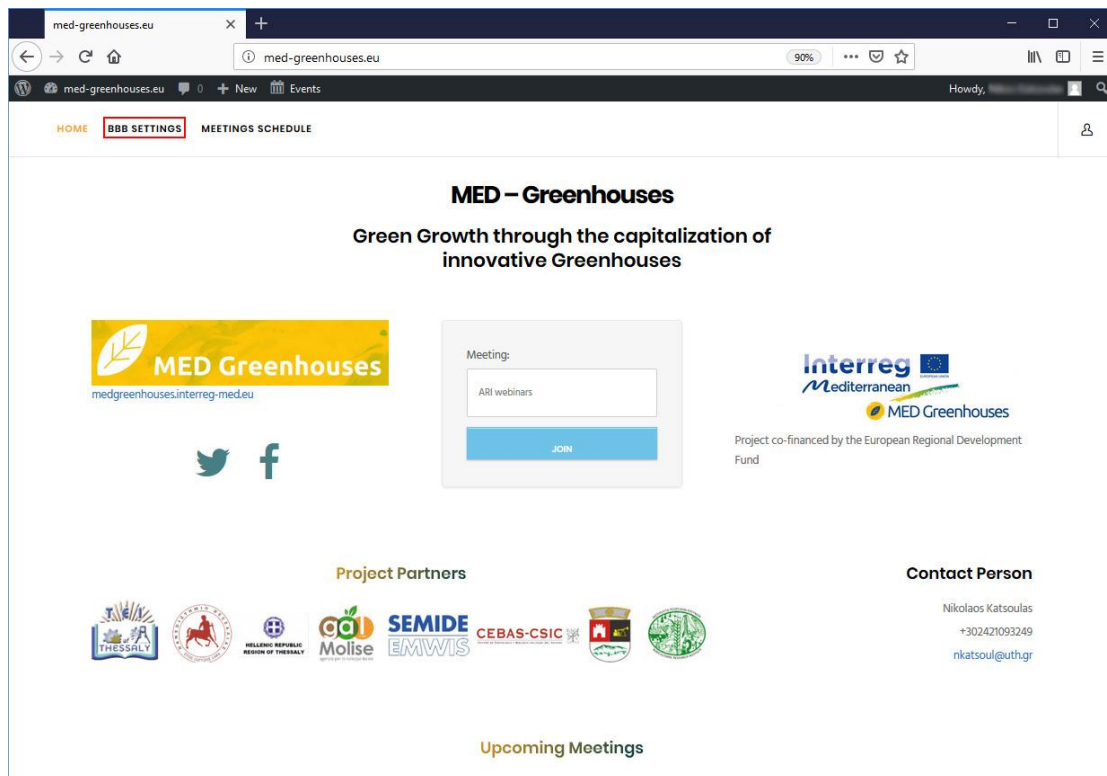 med-greenhouses.eu
med-greenhouses.eu 90%
med-greenhouses.eu 0 + New Events Howdy,
HOME BBB SETTINGS MEETINGS SCHEDULE
MED – Greenhouses
Green Growth through the capitalization of
innovative Greenhouses
MED Greenhouses
medgreenhouses.interreg-med.eu
Meeting:
ARI webinars
JOIN
Interreg
Mediterranean
MED Greenhouses
Project co-financed by the European Regional Development
Fund
Project Partners
T.E.I.
THESSALY
HELLENIC REPUBLIC
REGION OF THESSALY
gal
Molise
SEMIDE
EMWIS
CEBAS-CSIC
Contact Person
Nikolaos Katsoulas
+302421093249
nkatsoul@uth.gr
Upcoming Meetings